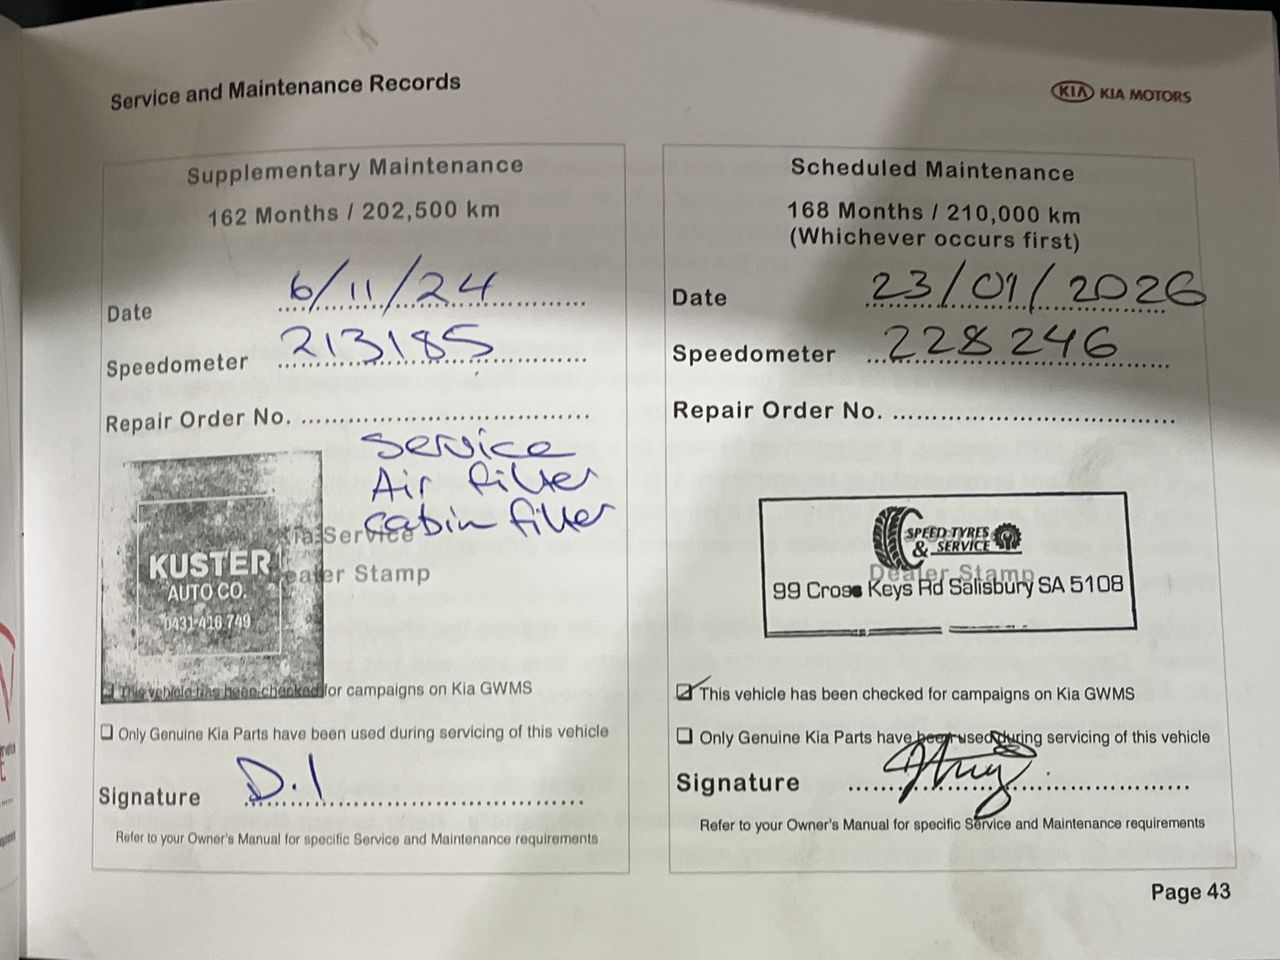 Service and Maintenance Records
KIA KIA MOTORS
Supplementary Maintenance
162 Months / 202,500 km
Date 6/11/24
Speedometer 213185
Repair Order No.
Service
Air Filter
cabin filter
Kia Service
Dealer Stamp
KUSTER
AUTO CO.
0431 416 749
This vehicle has been checked for campaigns on Kia GWMS
Only Genuine Kia Parts have been used during servicing of this vehicle
Signature D.I
Refer to your Owner's Manual for specific Service and Maintenance requirements
Scheduled Maintenance
168 Months / 210,000 km
(Whichever occurs first)
Date 23/01/2026
Speedometer 228246
Repair Order No.
SPEED TYRES
& SERVICE
Dealer Stamp
99 Cross Keys Rd Salisbury SA 5108
This vehicle has been checked for campaigns on Kia GWMS
Only Genuine Kia Parts have been used during servicing of this vehicle
Signature
Refer to your Owner's Manual for specific Service and Maintenance requirements
Page 43